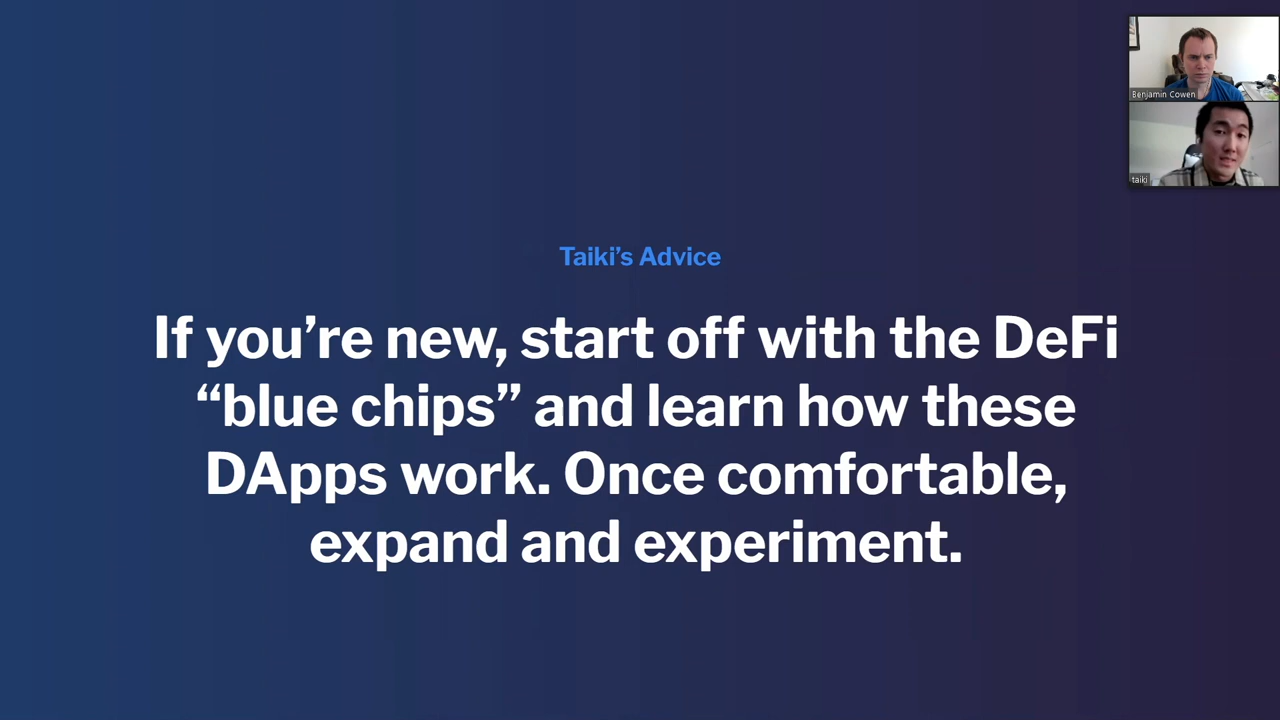 Benjamin Cowen
taiki
Taiki’s Advice
If you’re new, start off with the DeFi
“blue chips” and learn how these
DApps work. Once comfortable,
expand and experiment.